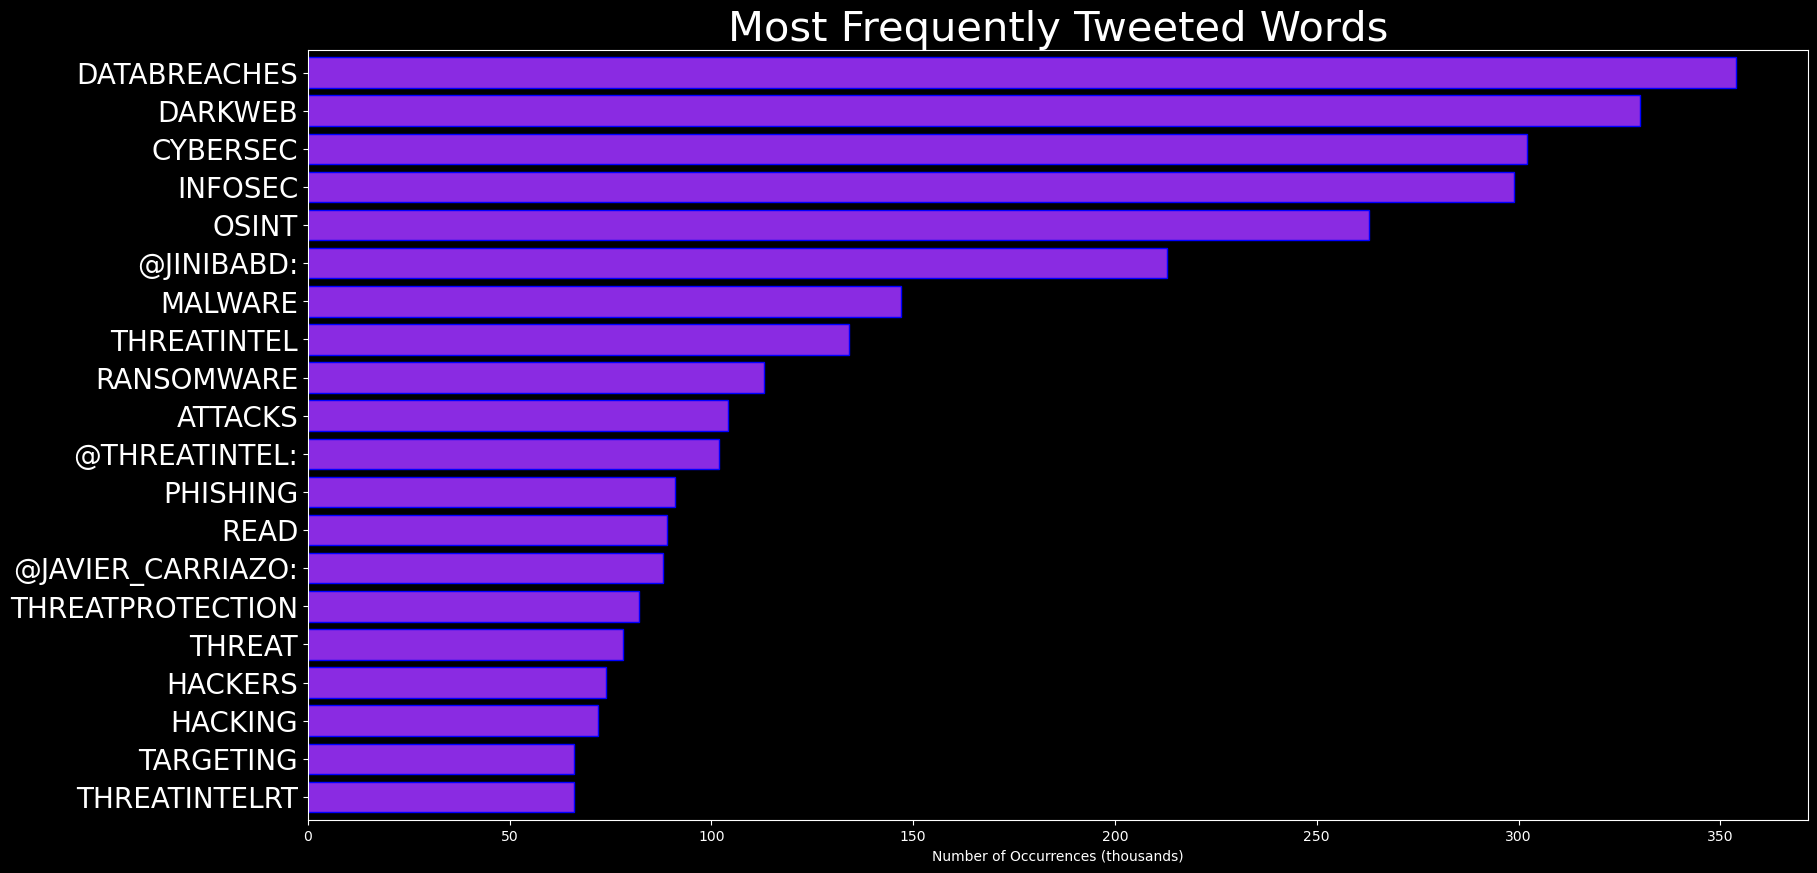 Most Frequently Tweeted Words
DATABREACHES
DARKWEB
CYBERSEC
INFOSEC
OSINT
@JINIBABD:
MALWARE
THREATINTEL
RANSOMWARE
ATTACKS
@THREATINTEL:
PHISHING
READ
@JAVIER_CARRIAZO:
THREATPROTECTION
THREAT
HACKERS
HACKING
TARGETING
THREATINTELRT
0 50 100 150 200 250 300 350
Number of Occurrences (thousands)